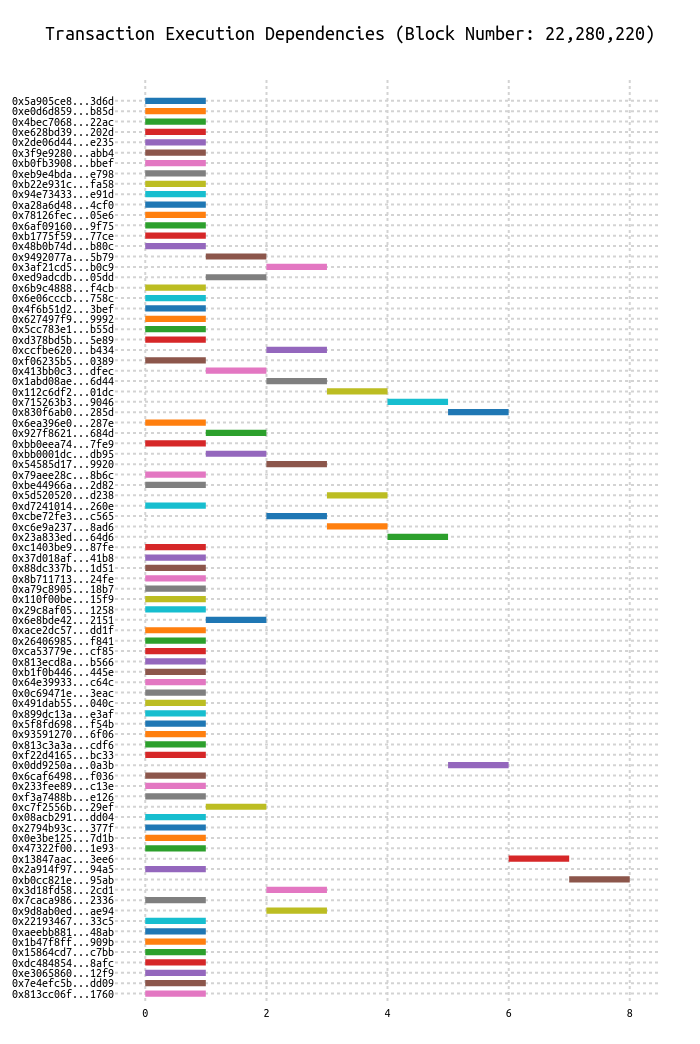 Transaction Execution Dependencies (Block Number: 22,280,220)
0x5a905ce8...3d6d
0xe0d6d859...b85d
0x4bec7068...22ac
0xe628bd39...202d
0x2de06d44...e235
0x3f9e9280...abb4
0xb0fb3908...bbef
0xeb9e4bda...e798
0xb22e931c...fa58
0x94e73433...e91d
0xa28a6d48...4cf0
0x78126fec...05e6
0x6af09160...9f75
0xb1775f59...77ce
0x48b0b74d...b80c
0x9492077a...5b79
0x3af21cd5...b0c9
0xed9adcdb...05dd
0x6b9c4888...f4cb
0x6e06cccb...758c
0x4f6b51d2...3bef
0x627497f9...9992
0x5cc783e1...b55d
0xd378bd5b...5e89
0xccfbe620...b434
0xf06235b5...0389
0x413bb0c3...dfec
0x1abd08ae...6d44
0x112c6df2...01dc
0x715263b3...9046
0x830f6ab0...285d
0x6ea396e0...287e
0x927f8621...684d
0xbb0eea74...7fe9
0xbb0001dc...db95
0x54585d17...9920
0x79aee28c...8b6c
0xbe44966a...2d82
0x5d520520...d238
0xd7241014...260e
0xcbe72fe3...c565
0xc6e9a237...8ad6
0x23a833ed...64d6
0xc1403be9...87fe
0x37d018af...41b8
0x88dc337b...1d51
0x8b711713...24fe
0xa79c8905...18b7
0x110f00be...15f9
0x29c8af05...1258
0x6e8bde42...2151
0xace2dc57...dd1f
0x26406985...f841
0xca53779e...cf85
0x813ecd8a...b566
0xb1f0b446...445e
0x64e39933...c64c
0x0c69471e...3eac
0x491dab55...040c
0x899dc13a...e3af
0x5f8fd698...f54b
0x93591270...6f06
0x813c3a3a...cdf6
0xf22d4165...bc33
0x0dd9250a...0a3b
0x6caf6498...f036
0x233fee89...c13e
0xf3a7488b...e126
0xc7f2556b...29ef
0x08acb291...dd04
0x2794b93c...377f
0x0e3be125...7d1b
0x47322f00...1e93
0x13847aac...3ee6
0x2a914f97...94a5
0xb0cc821e...95ab
0x3d18fd58...2cd1
0x7caca986...2336
0x9d8ab0ed...ae94
0x22193467...33c5
0xaeebb881...48ab
0x1b47f8ff...909b
0x15864cd7...c7bb
0xdc484854...8afc
0xe3065860...12f9
0x7e4efc5b...dd09
0x813cc06f...1760
0 2 4 6 8